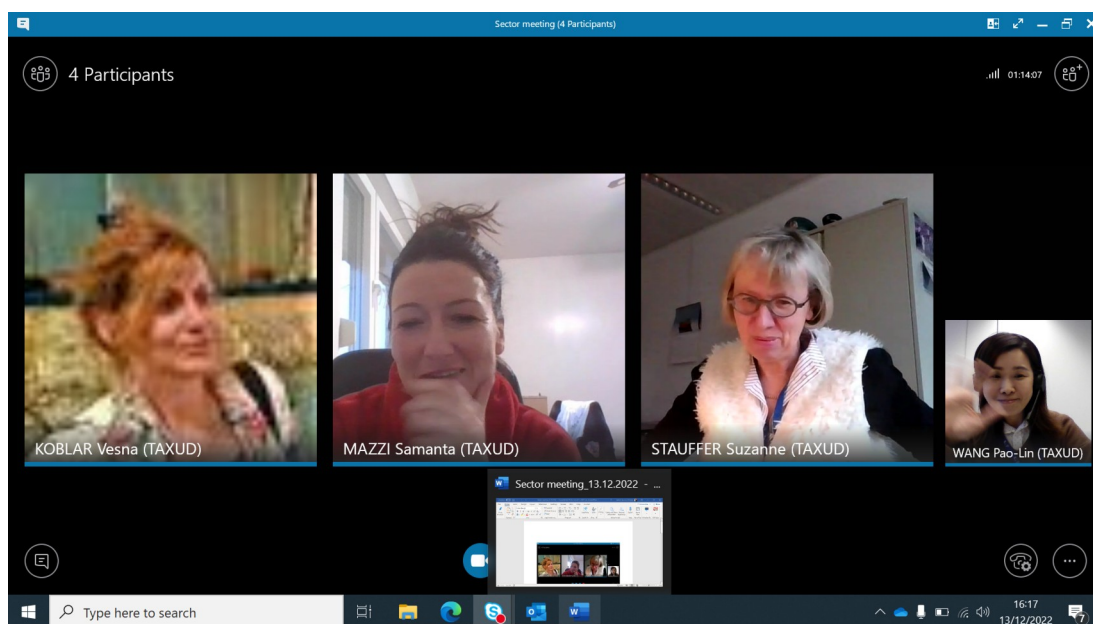 Sector meeting (4 Participants)
4 Participants
01:14:07
KOBLAR Vesna (TAXUD)
MAZZI Samanta (TAXUD)
STAUFFER Suzanne (TAXUD)
WANG Pao-Lin (TAXUD)
Sector meeting_13.12.2022 - ...
Type here to search
16:17
13/12/2022
7